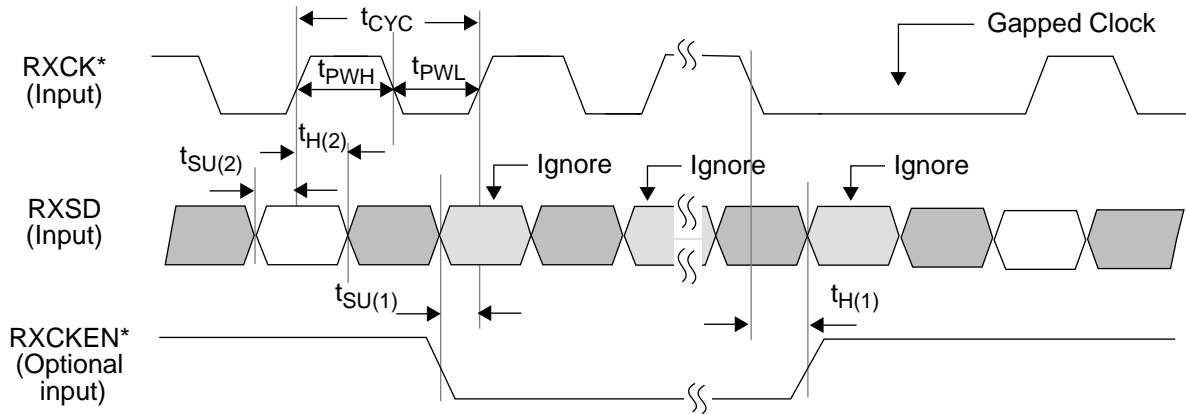 tCYC
Gapped Clock
RXCK*
(Input)
tPWH
tPWL
tH(2)
tSU(2)
Ignore
Ignore
Ignore
RXSD
(Input)
tSU(1)
tH(1)
RXCKEN*
(Optional
input)